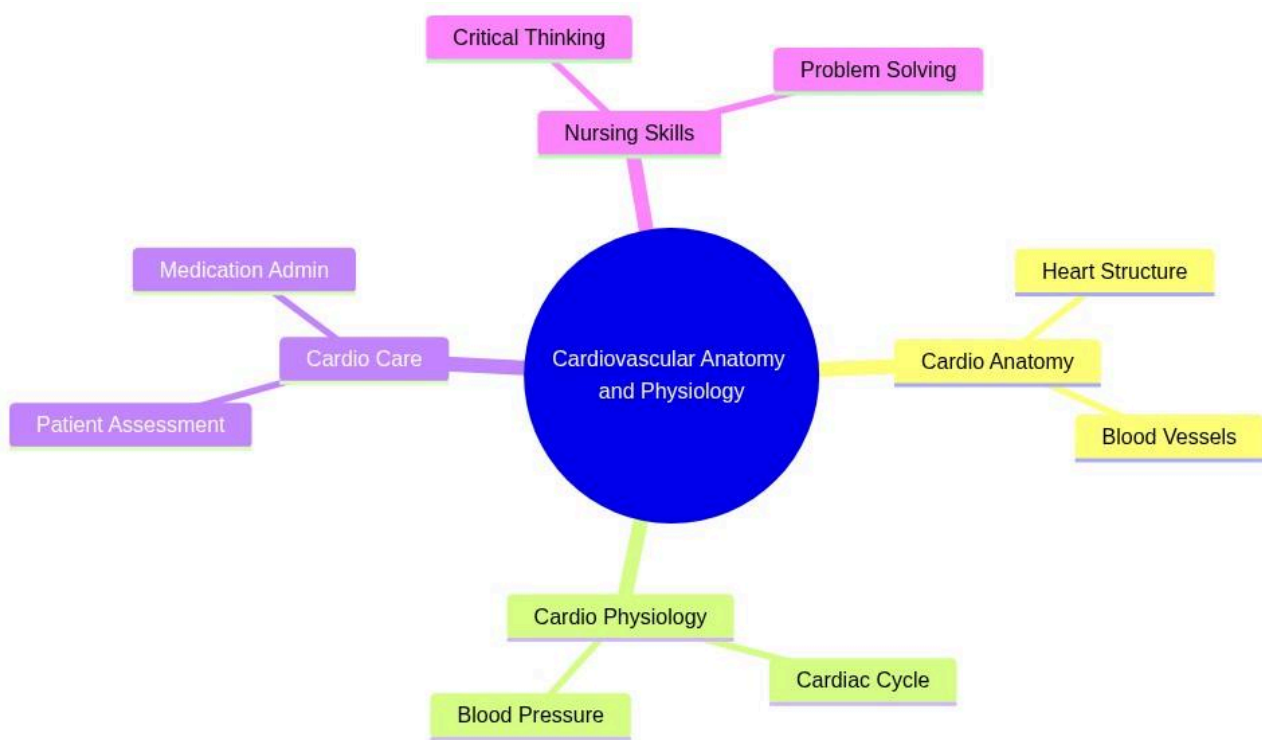 Critical Thinking
Problem Solving
Nursing Skills
Medication Admin
Heart Structure
Cardio Care
Cardiovascular Anatomy
and Physiology
Cardio Anatomy
Patient Assessment
Blood Vessels
Cardio Physiology
Cardiac Cycle
Blood Pressure